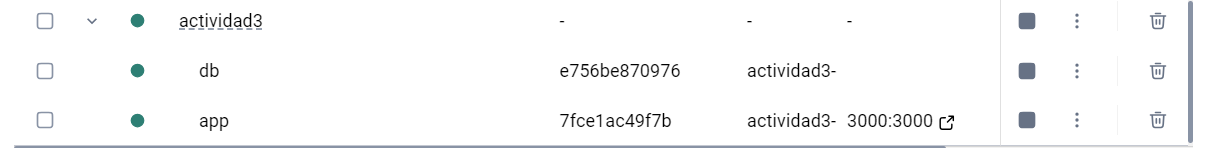 actividad3 - - -
db e756be870976 actividad3-
app 7fce1ac49f7b actividad3- 3000:3000